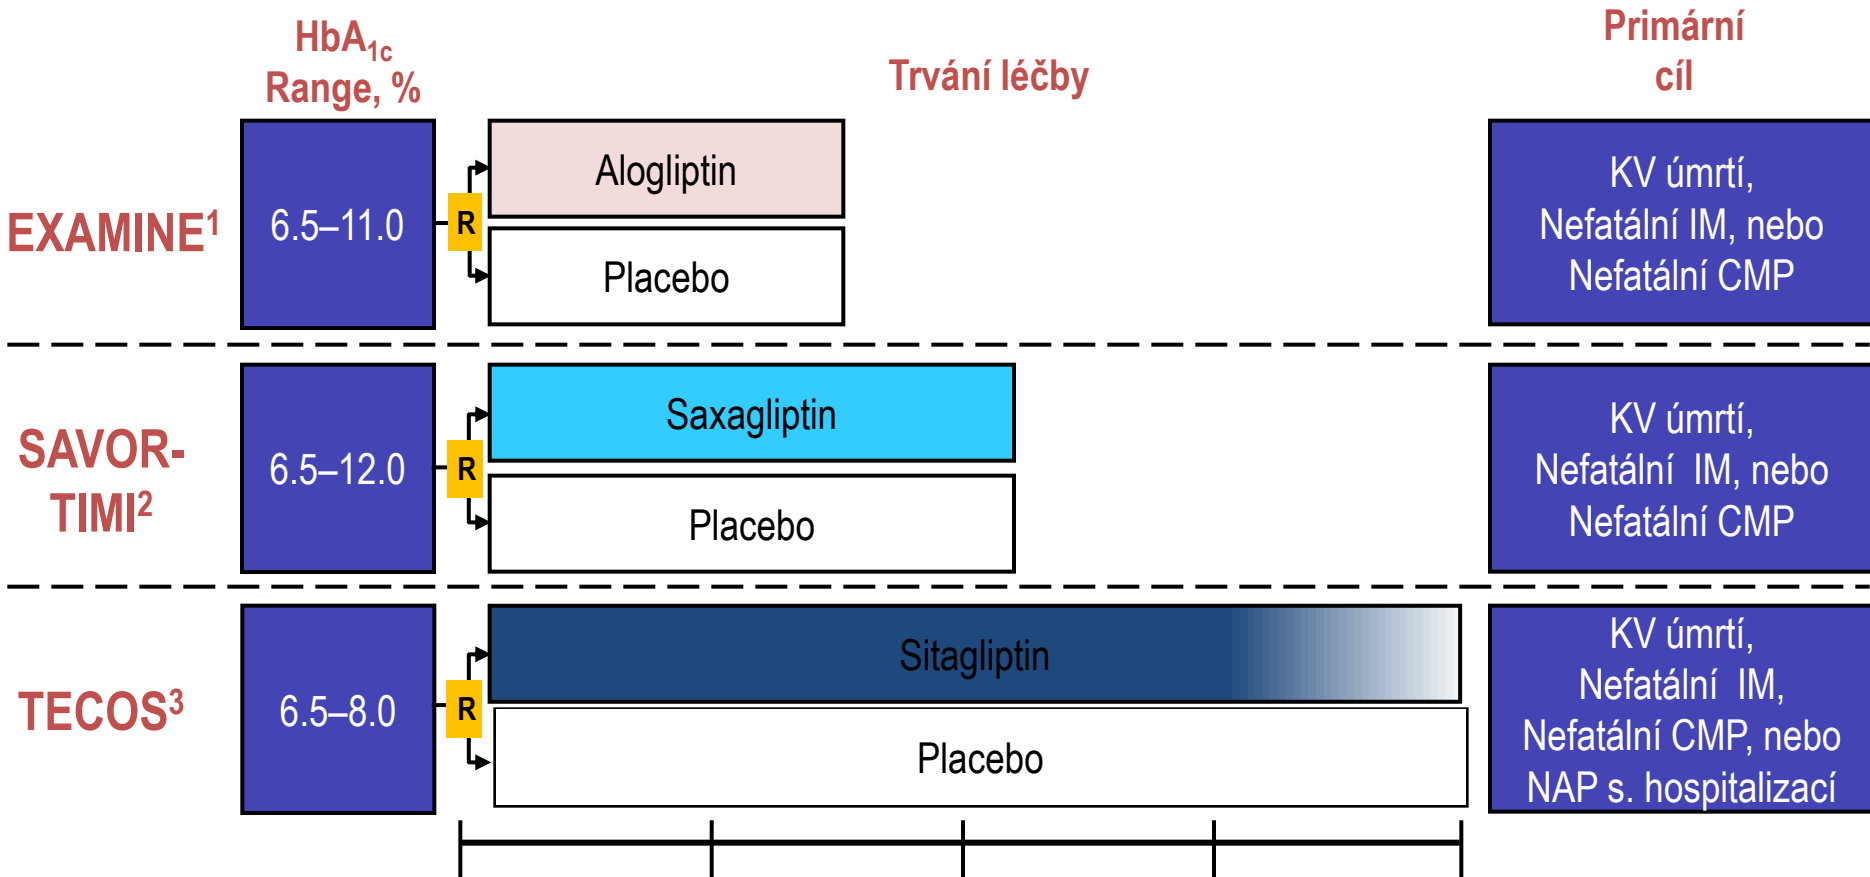 HbA1c
Range, %
Trvání léčby
Primární
cíl
EXAMINE1
6.5–11.0
R
Alogliptin
Placebo
KV úmrtí,
Nefatální IM, nebo
Nefatální CMP
SAVOR-
TIMI2
6.5–12.0
R
Saxagliptin
Placebo
KV úmrtí,
Nefatální IM, nebo
Nefatální CMP
TECOS3
6.5–8.0
R
Sitagliptin
Placebo
KV úmrtí,
Nefatální IM,
Nefatální CMP, nebo
NAP s. hospitalizací